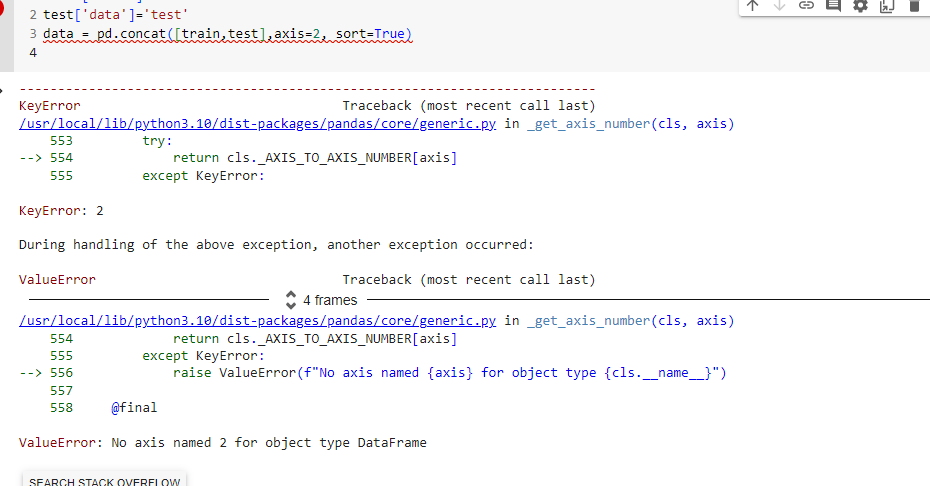 2 test['data']='test'
3 data = pd.concat([train,test],axis=2, sort=True)
4
---------------------------------------------------------------------------
KeyError                                  Traceback (most recent call last)
/usr/local/lib/python3.10/dist-packages/pandas/core/generic.py in _get_axis_number(cls, axis)
    553         try:
--> 554             return cls._AXIS_TO_AXIS_NUMBER[axis]
    555         except KeyError:
KeyError: 2
During handling of the above exception, another exception occurred:
ValueError                                Traceback (most recent call last)
4 frames
/usr/local/lib/python3.10/dist-packages/pandas/core/generic.py in _get_axis_number(cls, axis)
    554             return cls._AXIS_TO_AXIS_NUMBER[axis]
    555         except KeyError:
--> 556             raise ValueError(f"No axis named {axis} for object type {cls.__name__}")
    557
    558     @final
ValueError: No axis named 2 for object type DataFrame
SEARCH STACK OVERFLOW